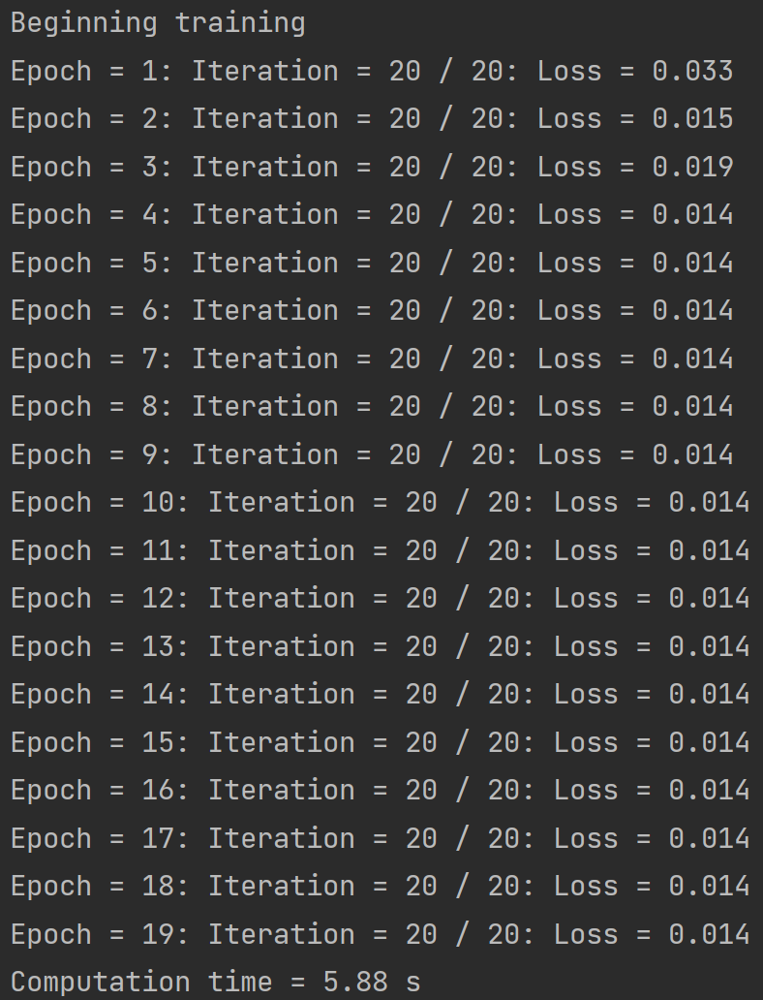 Beginning training
Epoch = 1: Iteration = 20 / 20: Loss = 0.033
Epoch = 2: Iteration = 20 / 20: Loss = 0.015
Epoch = 3: Iteration = 20 / 20: Loss = 0.019
Epoch = 4: Iteration = 20 / 20: Loss = 0.014
Epoch = 5: Iteration = 20 / 20: Loss = 0.014
Epoch = 6: Iteration = 20 / 20: Loss = 0.014
Epoch = 7: Iteration = 20 / 20: Loss = 0.014
Epoch = 8: Iteration = 20 / 20: Loss = 0.014
Epoch = 9: Iteration = 20 / 20: Loss = 0.014
Epoch = 10: Iteration = 20 / 20: Loss = 0.014
Epoch = 11: Iteration = 20 / 20: Loss = 0.014
Epoch = 12: Iteration = 20 / 20: Loss = 0.014
Epoch = 13: Iteration = 20 / 20: Loss = 0.014
Epoch = 14: Iteration = 20 / 20: Loss = 0.014
Epoch = 15: Iteration = 20 / 20: Loss = 0.014
Epoch = 16: Iteration = 20 / 20: Loss = 0.014
Epoch = 17: Iteration = 20 / 20: Loss = 0.014
Epoch = 18: Iteration = 20 / 20: Loss = 0.014
Epoch = 19: Iteration = 20 / 20: Loss = 0.014
Computation time = 5.88 s